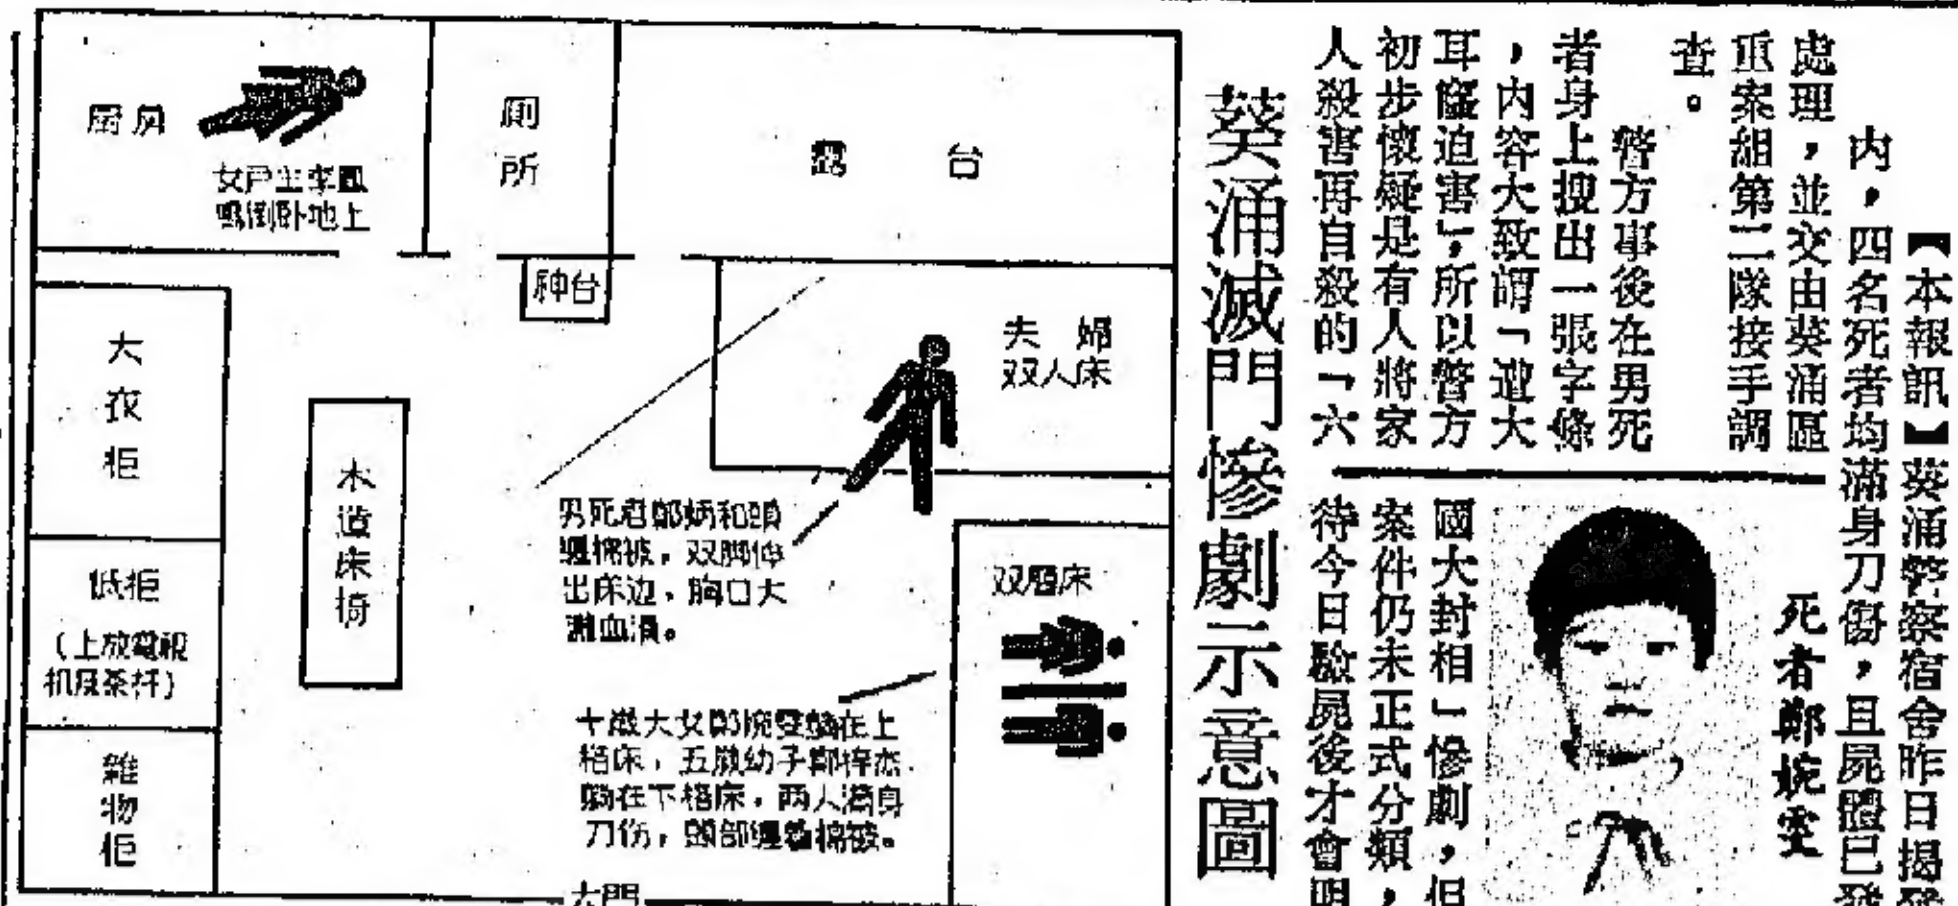 【本報訊】葵涌警察宿舍昨日揭發
內，四名死者均滿身刀傷，且屍體已發
處理，並交由葵涌區
重案組第二隊接手調
查。
警方事後在男死
者身上搜出一張字條
，內容大致謂「遭大
耳窿迫害」，所以警方
初步懷疑是有人將家
人殺害再自殺的「六
國大封相」慘劇，但
案件仍未正式分類，
待今日驗屍後才會明
死者鄭婉雯
葵涌滅門慘劇示意圖
厨房
女戶主李鳳
鳴倒卧地上
厠所
露台
神台
夫婦
双人床
大衣柜
木造床椅
男死者鄭炳和頭
纏棉被，双脚伸
出床边，胸口大
灘血漬。
低柜
(上放電視
机及茶杯)
双層床
十歲大女鄭婉雯躺在上
格床，五歲幼子鄭梓杰
躺在下格床，两人滿身
刀伤，頭部纏着棉被。
雜物柜
大門